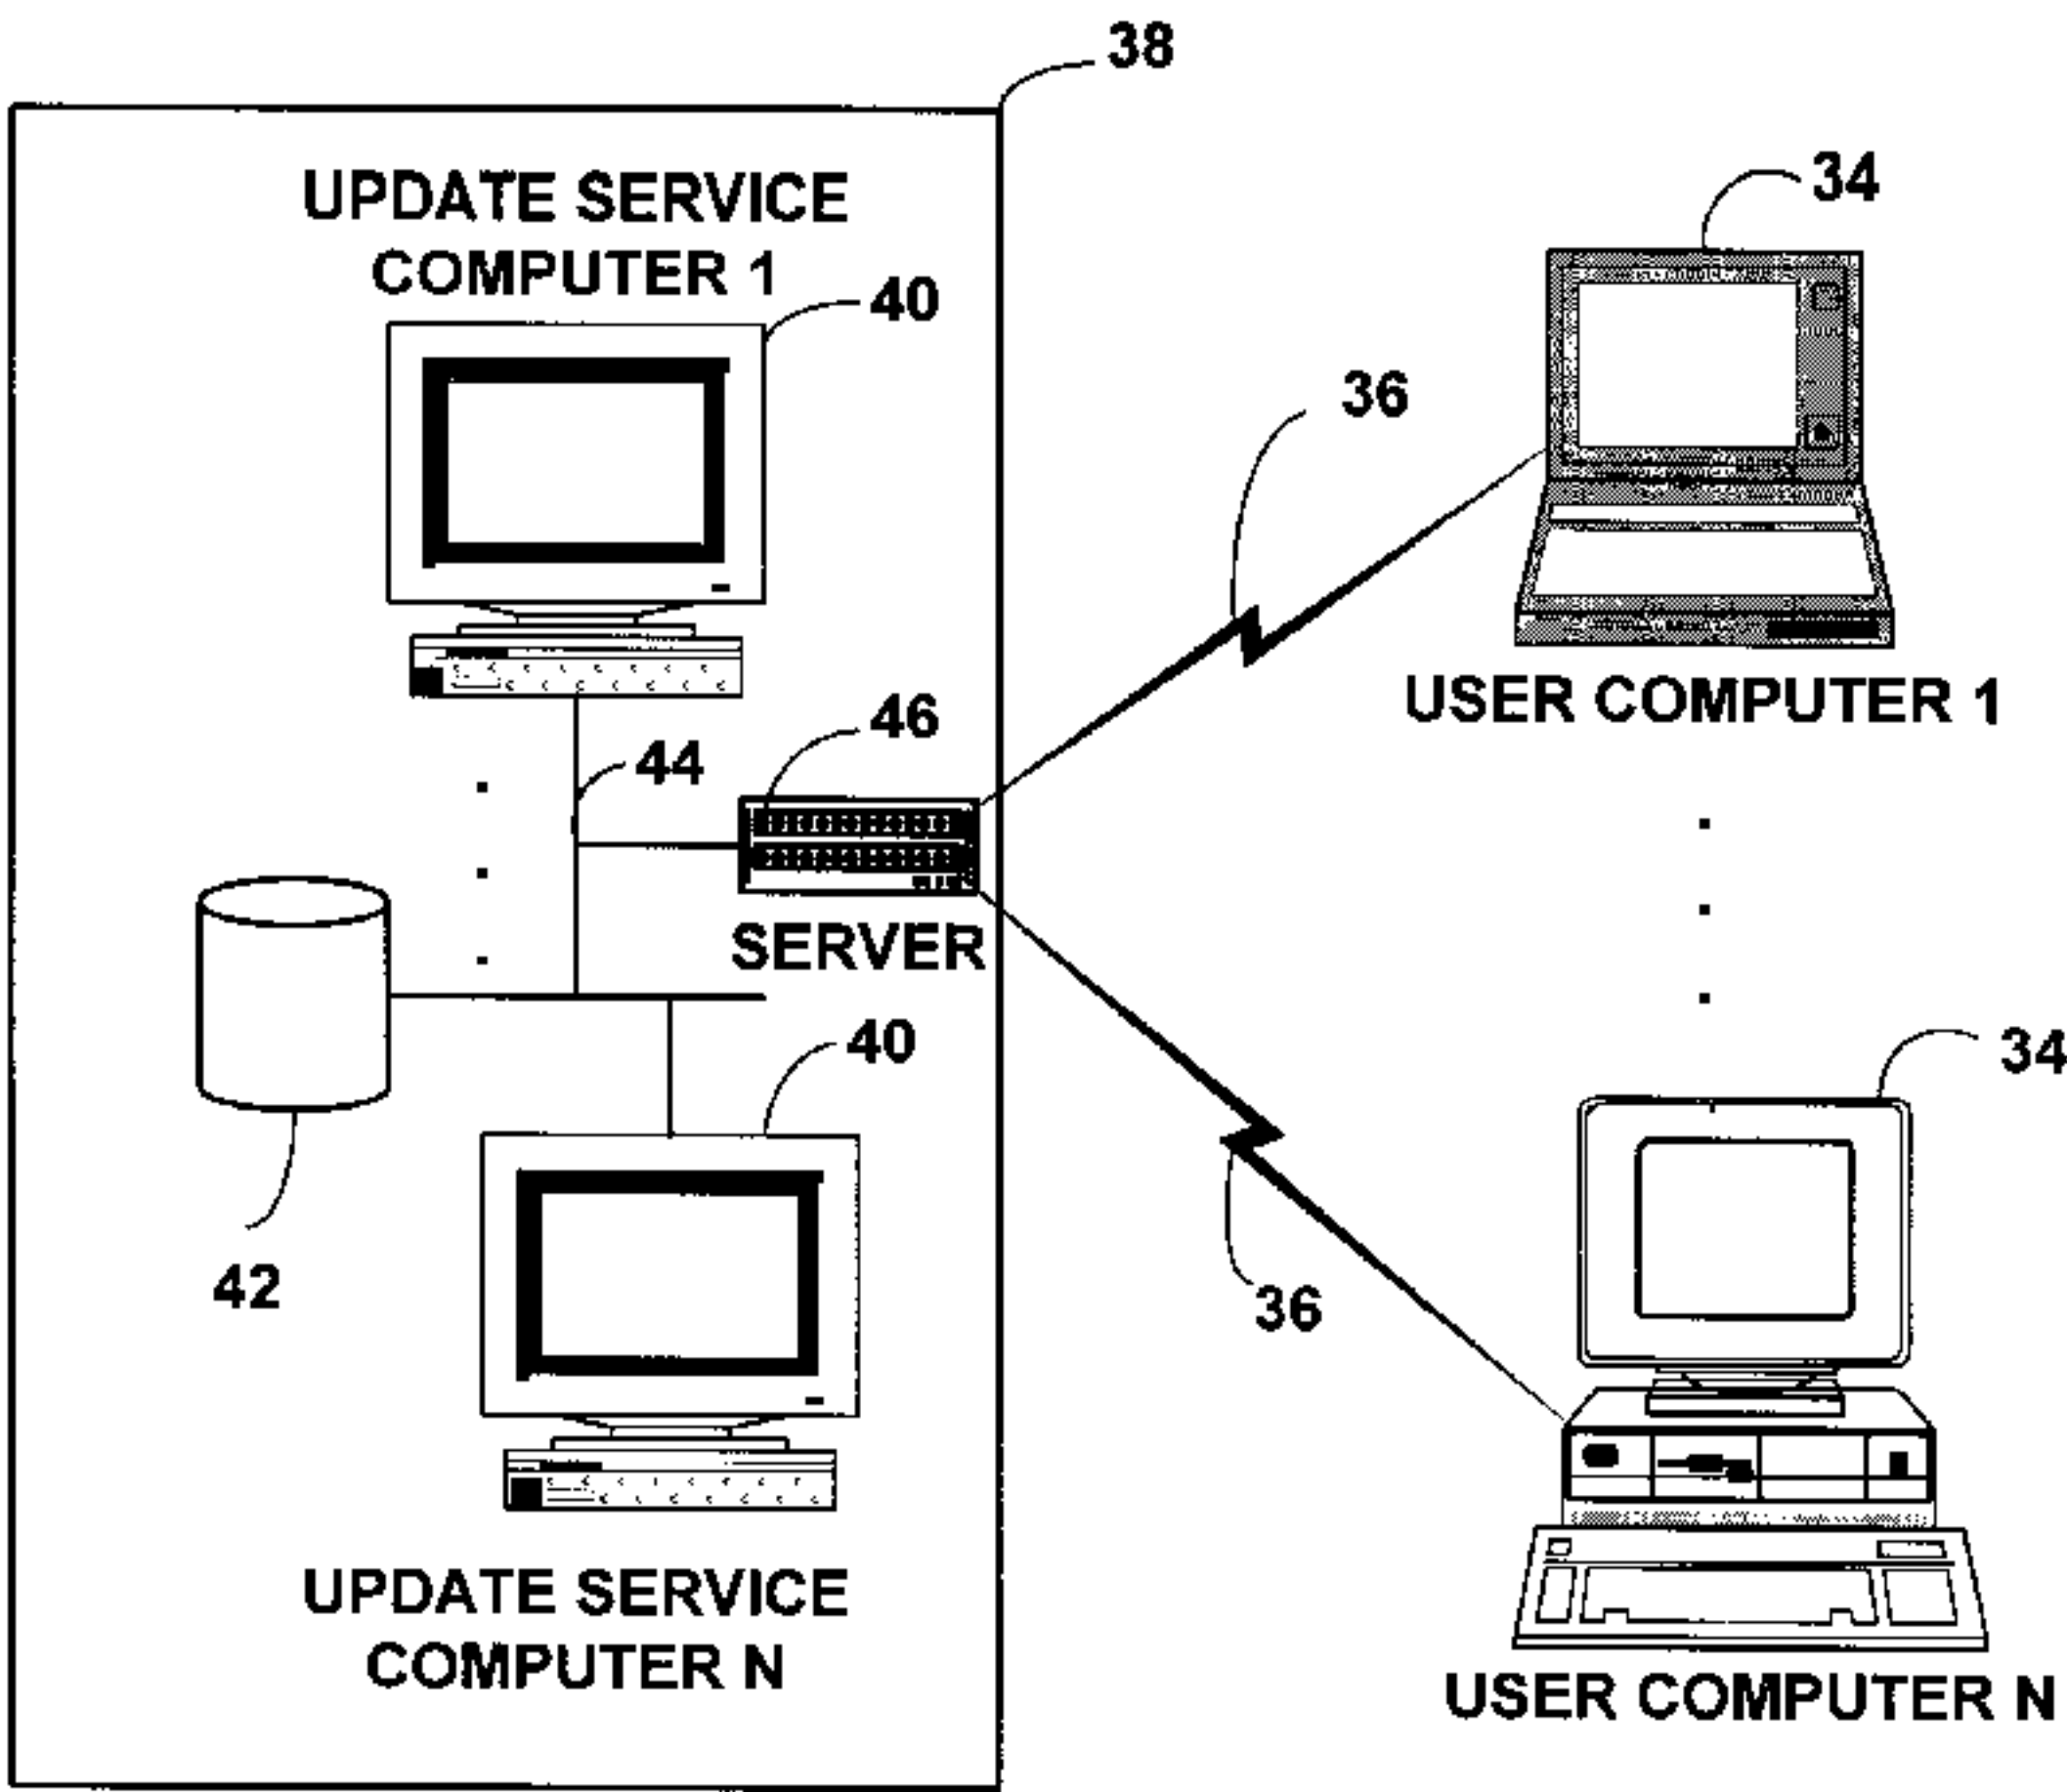 38
UPDATE SERVICE
COMPUTER 1
40
34
36
USER COMPUTER 1
46
44
SERVER
40
34
42
36
UPDATE SERVICE
COMPUTER N
USER COMPUTER N